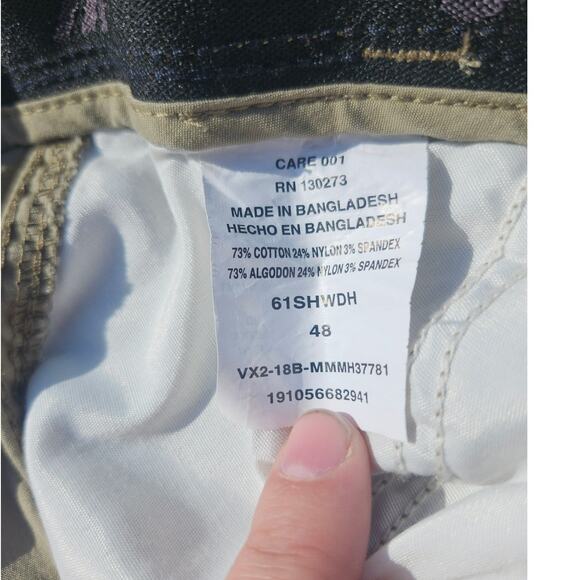 CARE 001
RN 130273
MADE IN BANGLADESH
HECHO EN BANGLADESH
73% COTTON 24% NYLON 3% SPANDEX
73% ALGODON 24% NYLON 3% SPANDEX
61SHWDH
48
VX2-18B-MMMMH37781
191056682941